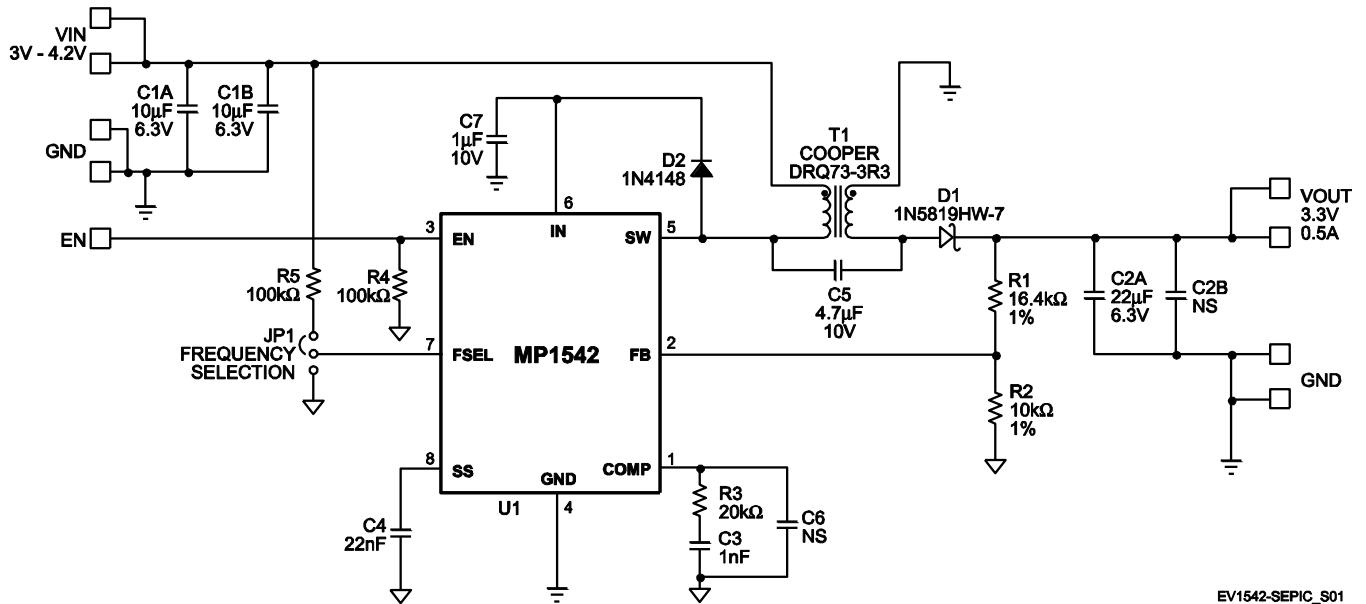 VIN
3V - 4.2V
GND
EN
C1A
10μF
6.3V
C1B
10μF
6.3V
R5
100kΩ
R4
100kΩ
JP1
FREQUENCY
SELECTION
C7
1μF
10V
D2
1N4148
T1
COOPER
DRQ73-3R3
D1
1N5819HW-7
C5
4.7μF
10V
3
EN
6
IN
5
SW
7
FSEL
MP1542
2
FB
8
SS
GND
4
COMP
1
U1
C4
22nF
R3
20kΩ
C3
1nF
C6
NS
R1
16.4kΩ
1%
R2
10kΩ
1%
C2A
22μF
6.3V
C2B
NS
VOUT
3.3V
0.5A
GND
EV1542-SEPIC_S01